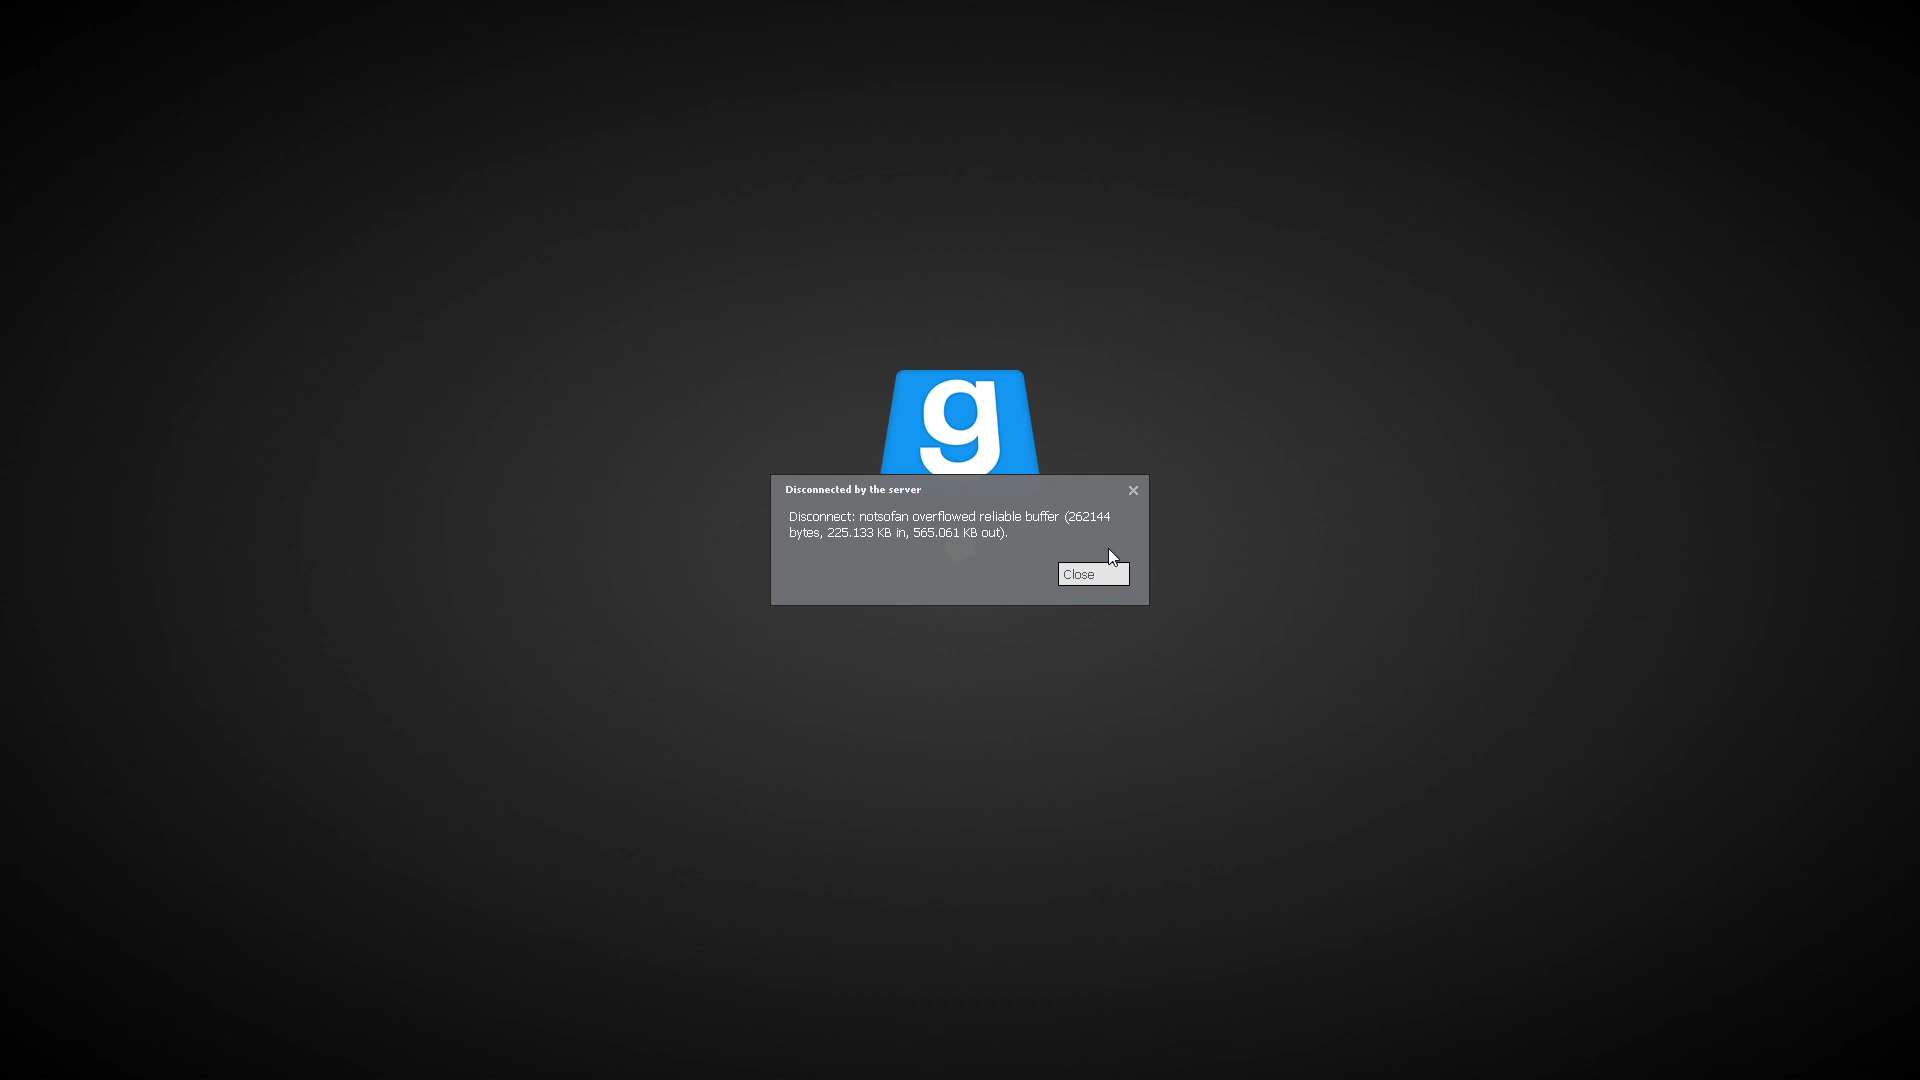 g
Disconnected by the server
Disconnect: notsofan overflowed reliable buffer (262144
bytes, 225.133 KB in, 565.061 KB out).
Close